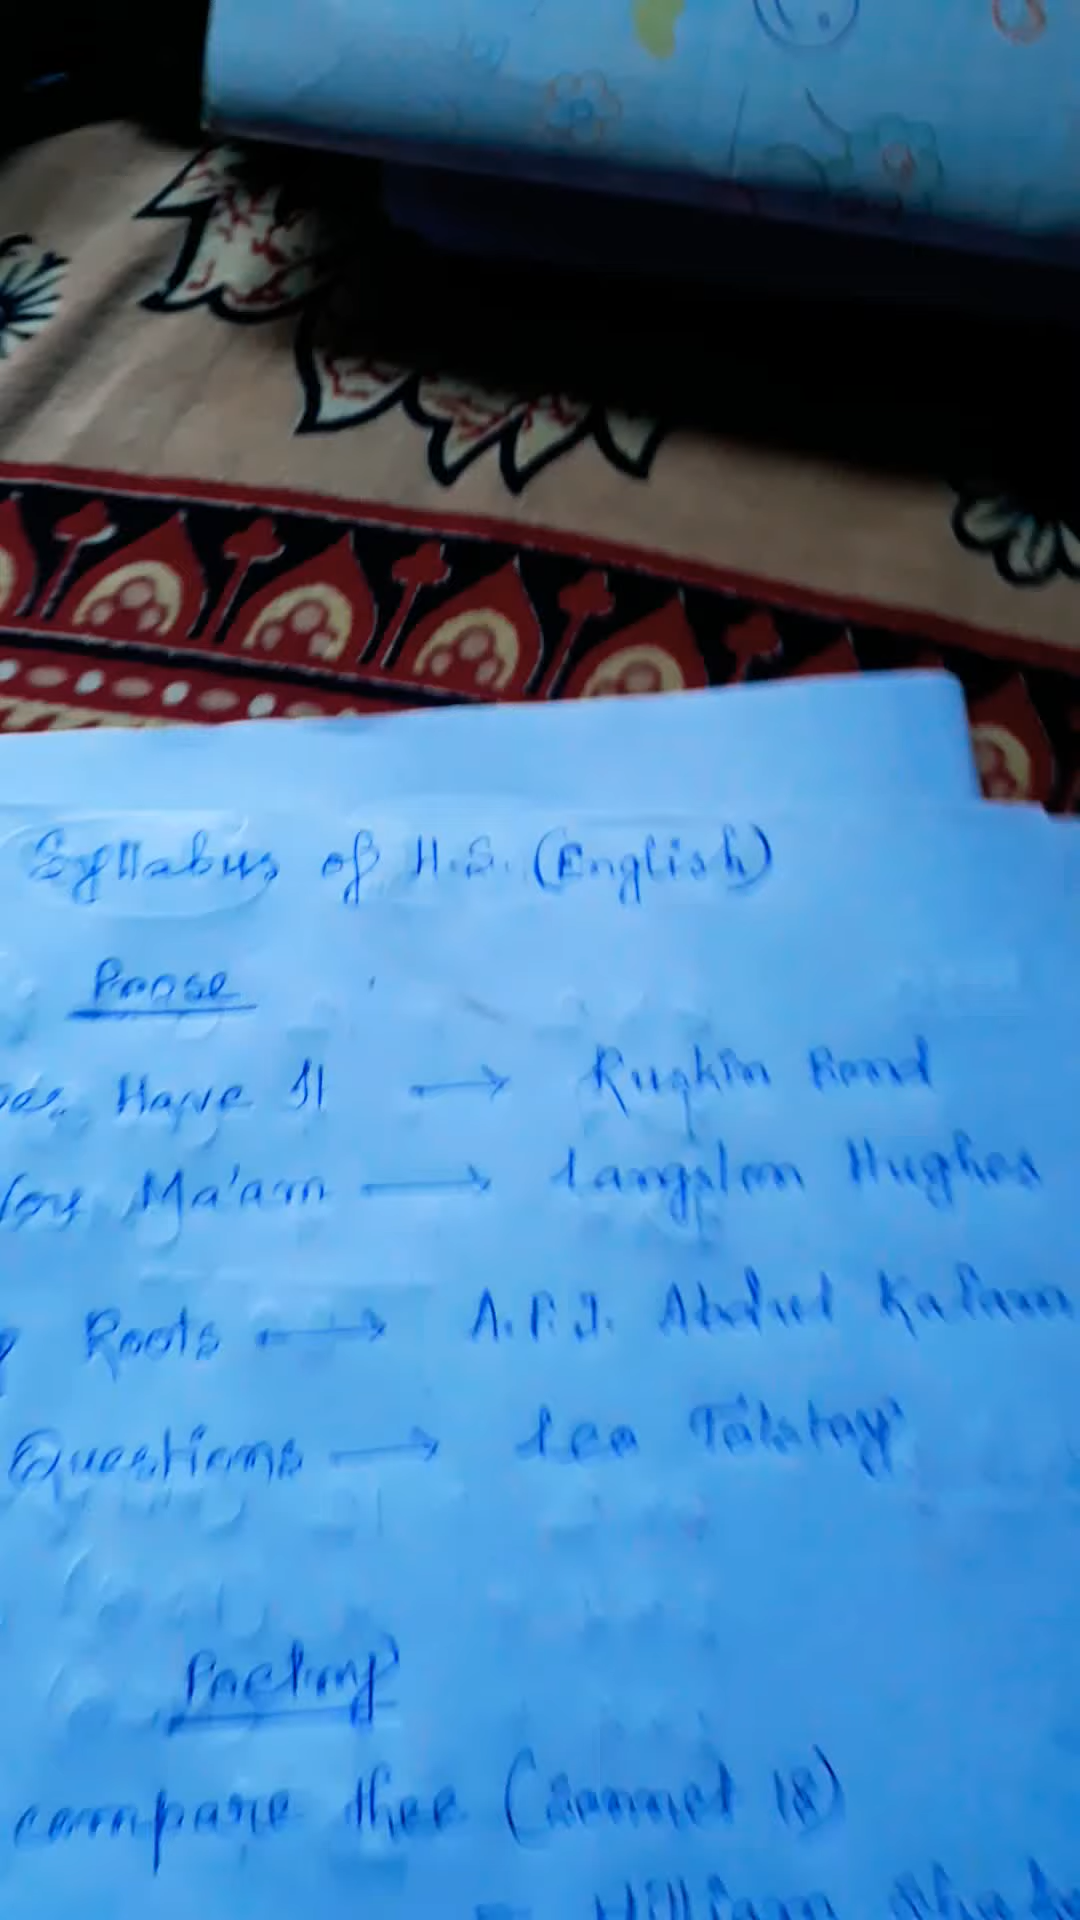 Syllabus of H.S. (English)
Prose
Have It → Ruskin Bond
Ma'am → Langston Hughes
Roots → A.P.J. Abdul Kalam
Questions → Leo Tolstoy
Poetry
compare thee (Sonnet 18)
William